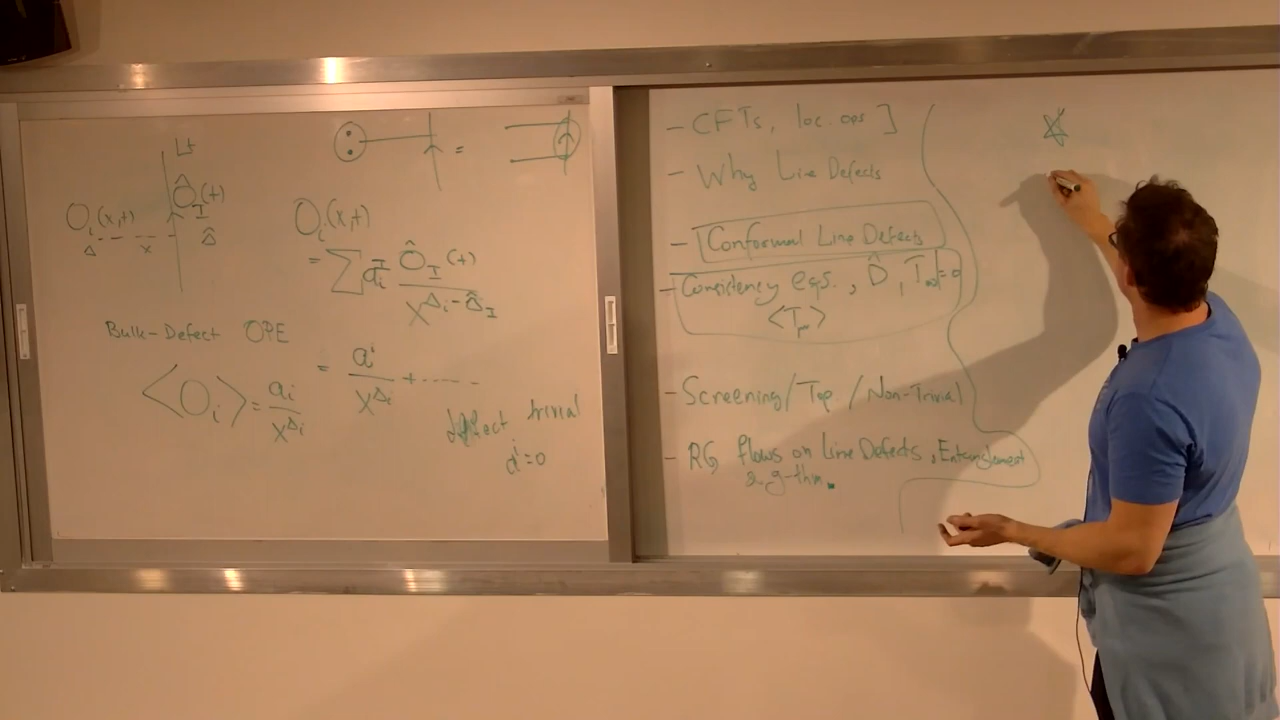 Lt
Ô_I(t)
O_i(x,t)
Δ x Δ̂
=
O_i(x,t)
= Σ a_i^I Ô_I(t) / x^{Δ_i - Δ̂_I}
Bulk-Defect OPE
= a^i / x^{Δ_i} + -----
<O_i> = a_i / x^{Δ_i}
defect trivial
a^i = 0
- CFTs, loc. ops ]
- Why Line Defects
- Conformal Line Defects
- Consistency eqs., D̂, T =0
<T_μν>
- Screening/Top/Non-Trivial
- RG flows on Line Defects, Entanglement
& g-thm.